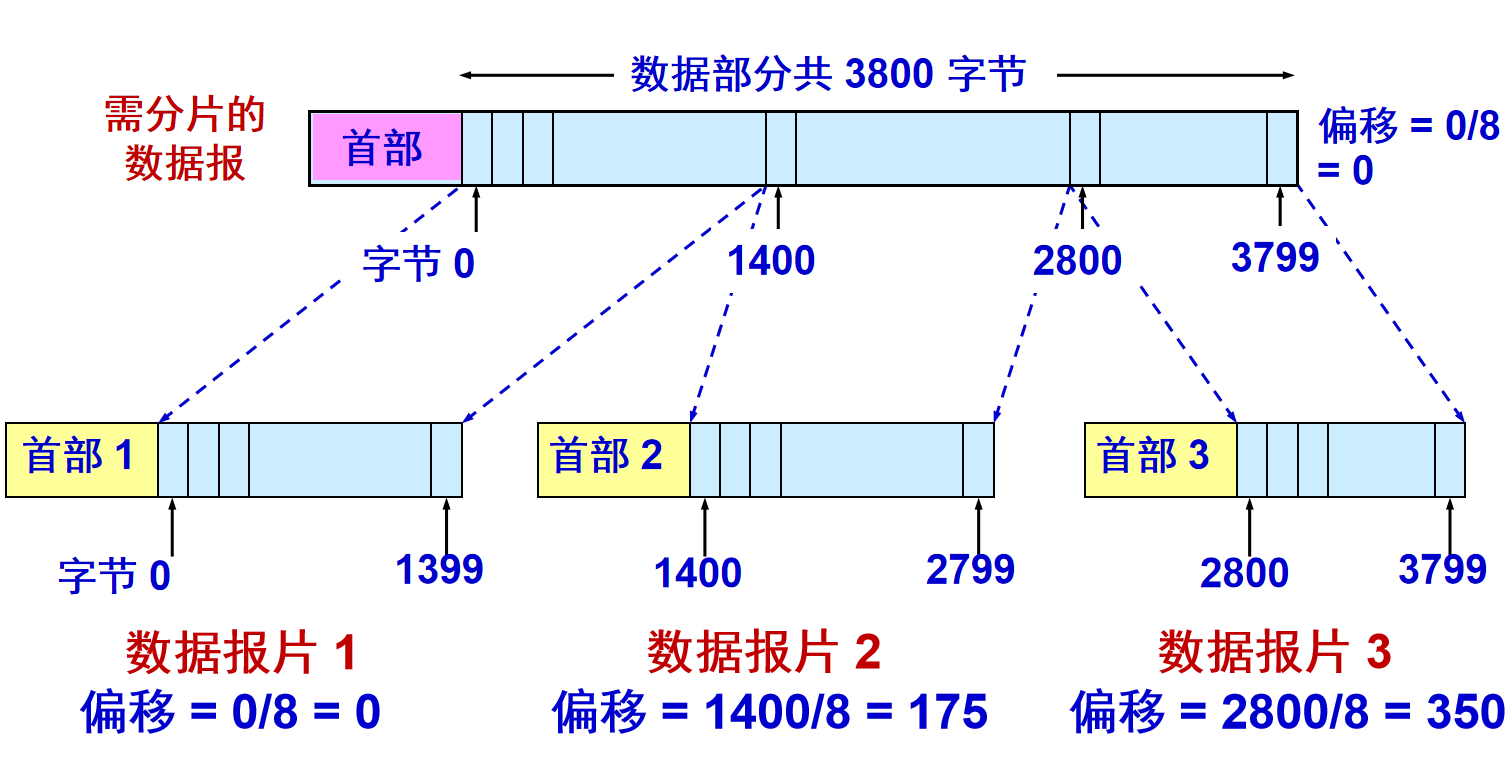 数据部分共 3800 字节
需分片的
数据报
首部
偏移 = 0/8
= 0
字节 0
1400
2800
3799
首部 1
首部 2
首部 3
字节 0
1399
1400
2799
2800
3799
数据报片 1
数据报片 2
数据报片 3
偏移 = 0/8 = 0
偏移 = 1400/8 = 175
偏移 = 2800/8 = 350